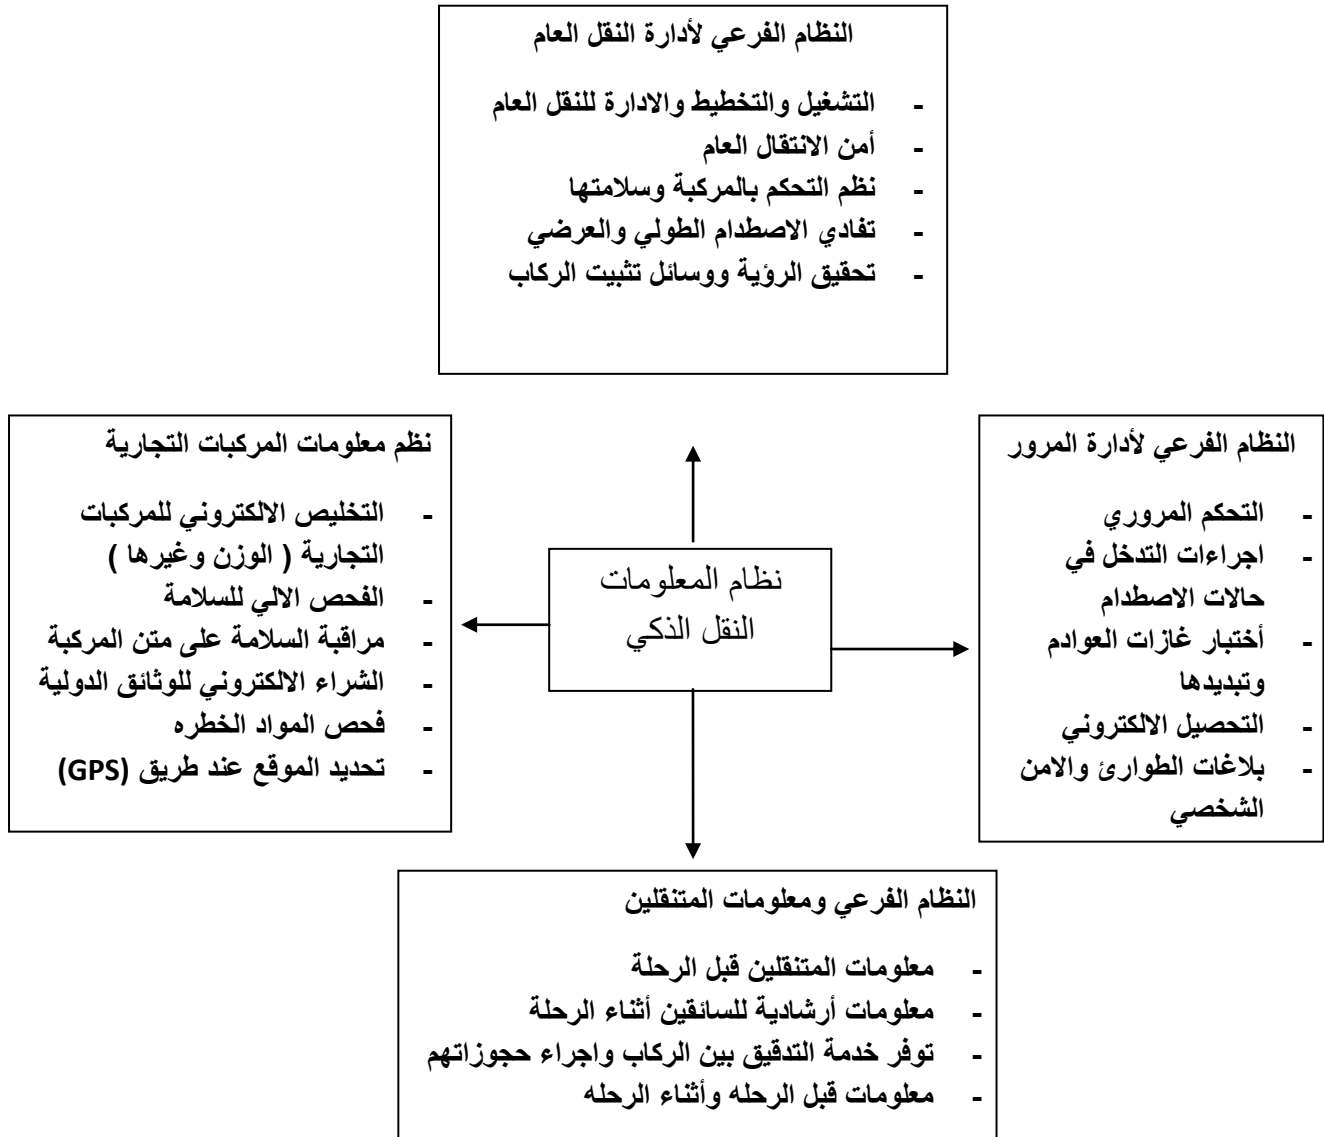 النظام الفرعي لأدارة النقل العام
- التشغيل والتخطيط والادارة للنقل العام
- أمن الانتقال العام
- نظم التحكم بالمركبة وسلامتها
- تفادي الاصطدام الطولي والعرضي
- تحقيق الرؤية ووسائل تثبيت الركاب
النظام الفرعي لأدارة المرور
- التحكم المروري
- اجراءات التدخل في
حالات الاصطدام
- أختبار غازات العوادم
وتبديدها
- التحصيل الالكتروني
- بلاغات الطوارئ والامن
الشخصي
نظام المعلومات
النقل الذكي
نظم معلومات المركبات التجارية
- التخليص الالكتروني للمركبات
التجارية ( الوزن وغيرها )
- الفحص الالي للسلامة
- مراقبة السلامة على متن المركبة
- الشراء الالكتروني للوثائق الدولية
- فحص المواد الخطره
- تحديد الموقع عند طريق (GPS)
النظام الفرعي ومعلومات المتنقلين
- معلومات المتنقلين قبل الرحلة
- معلومات أرشادية للسائقين أثناء الرحلة
- توفر خدمة التدقيق بين الركاب واجراء حجوزاتهم
- معلومات قبل الرحله وأثناء الرحله